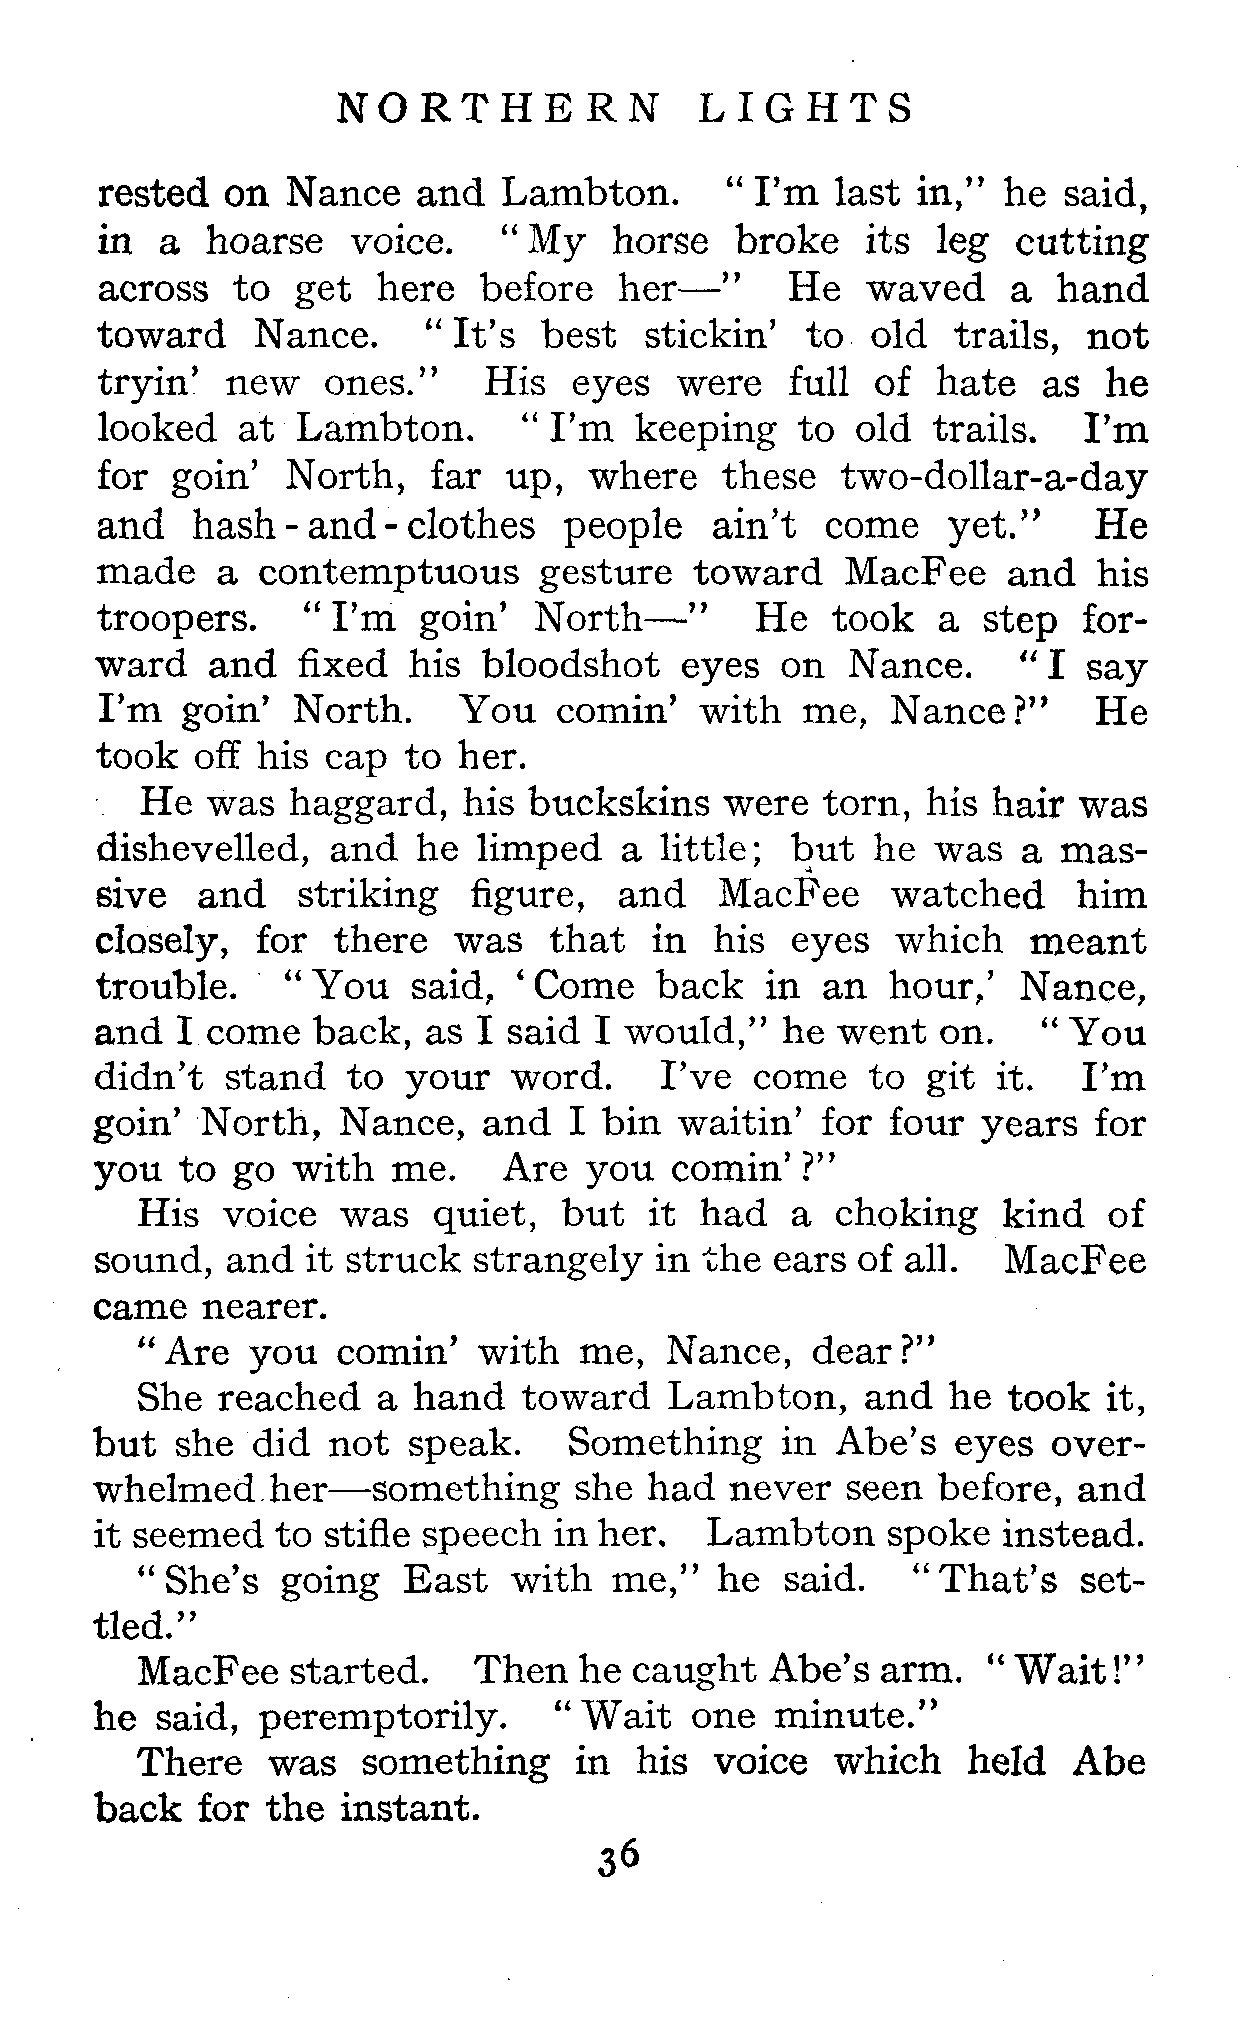 NORTHERN LIGHTS
rested on Nance and Lambton. "I'm last in," he said,
in a hoarse voice. "My horse broke its leg cutting
across to get here before her—" He waved a hand
toward Nance. "It's best stickin' to old trails, not
tryin' new ones." His eyes were full of hate as he
looked at Lambton. "I'm keeping to old trails. I'm
for goin' North, far up, where these two-dollar-a-day
and hash-and-clothes people ain't come yet." He
made a contemptuous gesture toward MacFee and his
troopers. "I'm goin' North—" He took a step for-
ward and fixed his bloodshot eyes on Nance. "I say
I'm goin' North. You comin' with me, Nance?" He
took off his cap to her.
He was haggard, his buckskins were torn, his hair was
dishevelled, and he limped a little; but he was a mas-
sive and striking figure, and MacFee watched him
closely, for there was that in his eyes which meant
trouble. "You said, 'Come back in an hour,' Nance,
and I come back, as I said I would," he went on. "You
didn't stand to your word. I've come to git it. I'm
goin' North, Nance, and I bin waitin' for four years for
you to go with me. Are you comin'?"
His voice was quiet, but it had a choking kind of
sound, and it struck strangely in the ears of all. MacFee
came nearer.
"Are you comin' with me, Nance, dear?"
She reached a hand toward Lambton, and he took it,
but she did not speak. Something in Abe's eyes over-
whelmed her—something she had never seen before, and
it seemed to stifle speech in her. Lambton spoke instead.
"She's going East with me," he said. "That's set-
tled."
MacFee started. Then he caught Abe's arm. "Wait!"
he said, peremptorily. "Wait one minute."
There was something in his voice which held Abe
back for the instant.
36